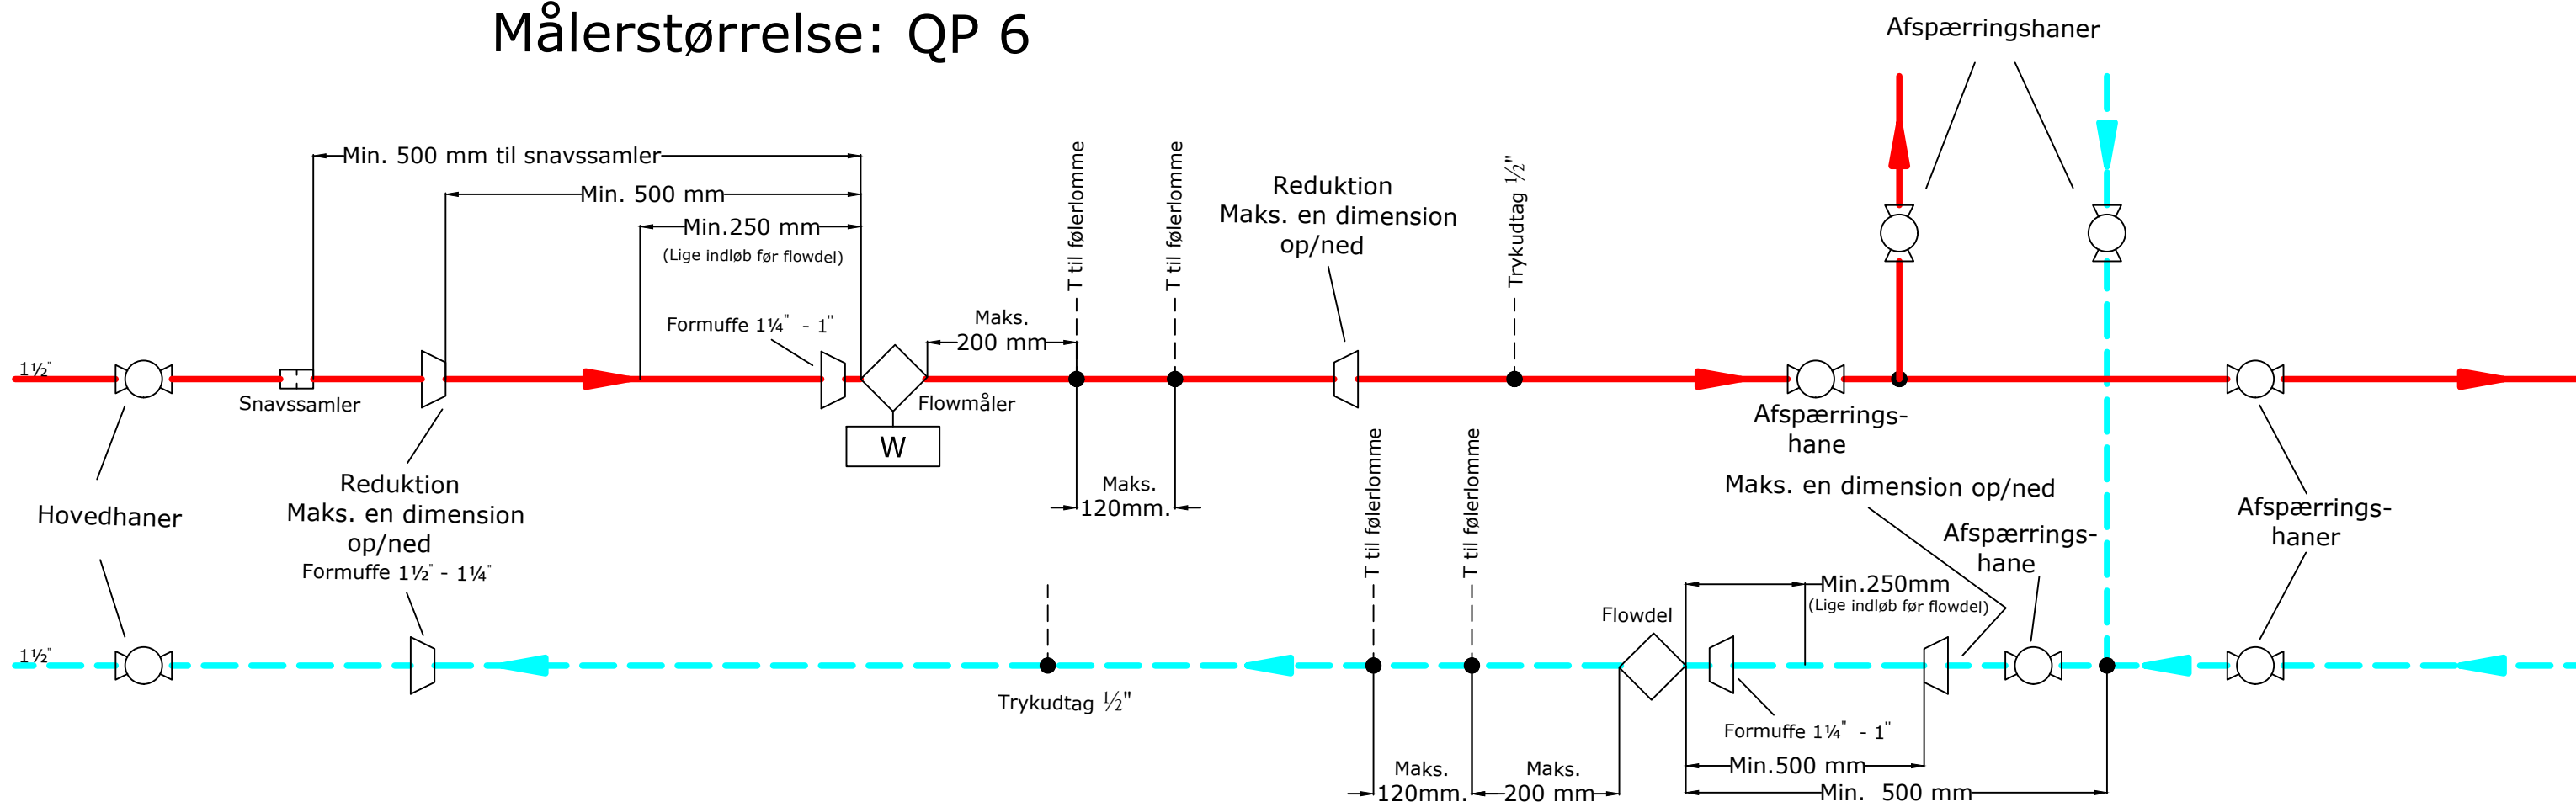 Målerstørrelse: QP 6
Afspærringshaner
Min. 500 mm til snavssamler
Min. 500 mm
Min.250 mm
(Lige indløb før flowdel)
Formuffe 1¼" - 1"
Maks.
200 mm
T til følerlomme
T til følerlomme
Reduktion
Maks. en dimension
op/ned
Trykudtag ½"
1½"
Snavssamler
Flowmåler
W
Afspærrings-
hane
Hovedhaner
Reduktion
Maks. en dimension
op/ned
Formuffe 1½" - 1¼"
Maks.
120mm.
T til følerlomme
T til følerlomme
Maks. en dimension op/ned
Afspærrings-
hane
Afspærrings-
haner
Min.250mm
(Lige indløb før flowdel)
Flowdel
1½"
Trykudtag ½"
Formuffe 1¼" - 1"
Maks.
120mm.
Maks.
200 mm
Min.500 mm
Min. 500 mm